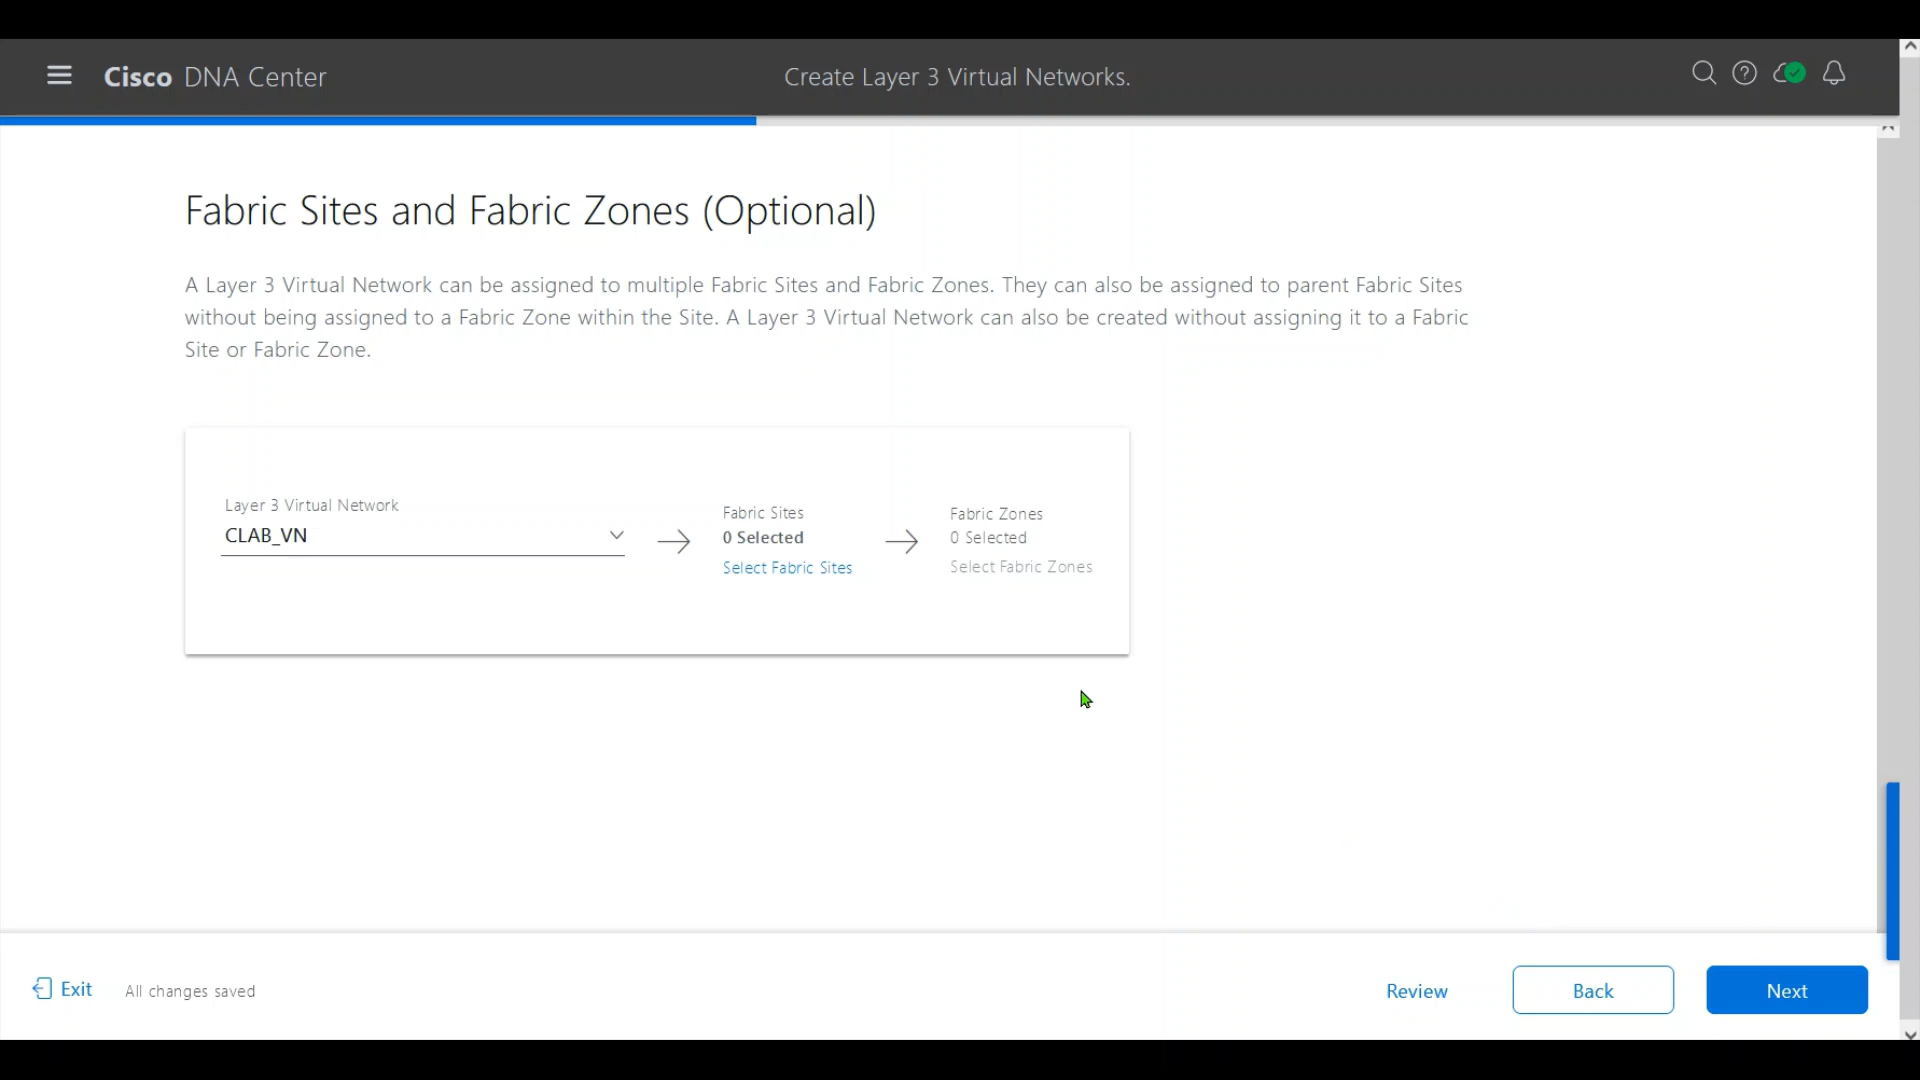 Cisco DNA Center
Create Layer 3 Virtual Networks.
Fabric Sites and Fabric Zones (Optional)
A Layer 3 Virtual Network can be assigned to multiple Fabric Sites and Fabric Zones. They can also be assigned to parent Fabric Sites
without being assigned to a Fabric Zone within the Site. A Layer 3 Virtual Network can also be created without assigning it to a Fabric
Site or Fabric Zone.
Layer 3 Virtual Network
CLAB_VN
Fabric Sites
0 Selected
Select Fabric Sites
Fabric Zones
0 Selected
Select Fabric Zones
Exit
All changes saved
Review
Back
Next